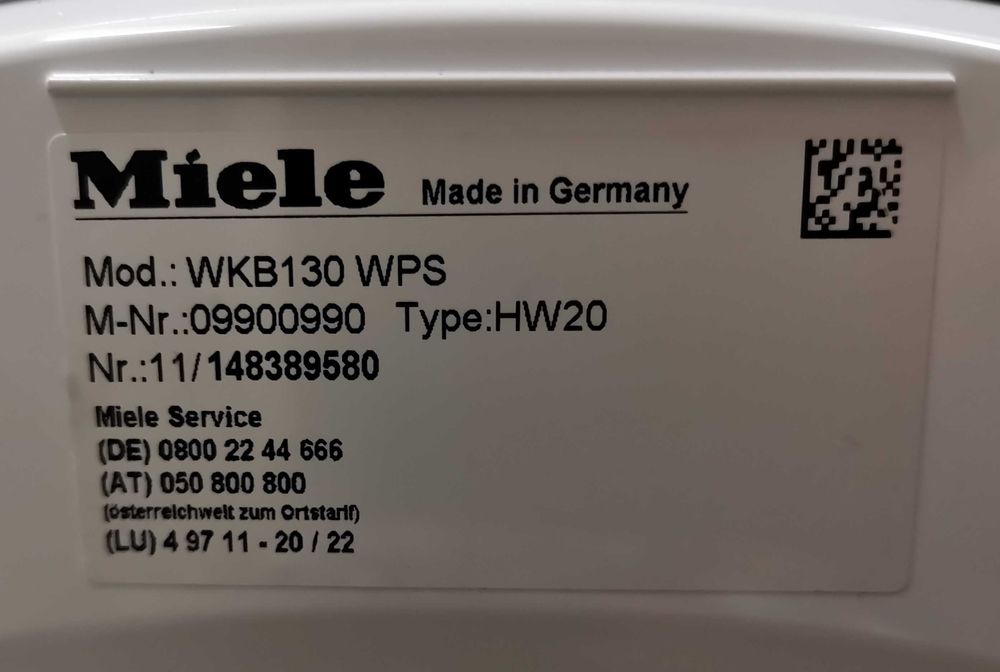 Miele Made in Germany
Mod.: WKB130 WPS
M-Nr.:09900990 Type:HW20
Nr.:11/148389580
Miele Service
(DE) 0800 22 44 666
(AT) 050 800 800
(österreichweit zum Ortstarif)
(LU) 4 97 11 - 20 / 22